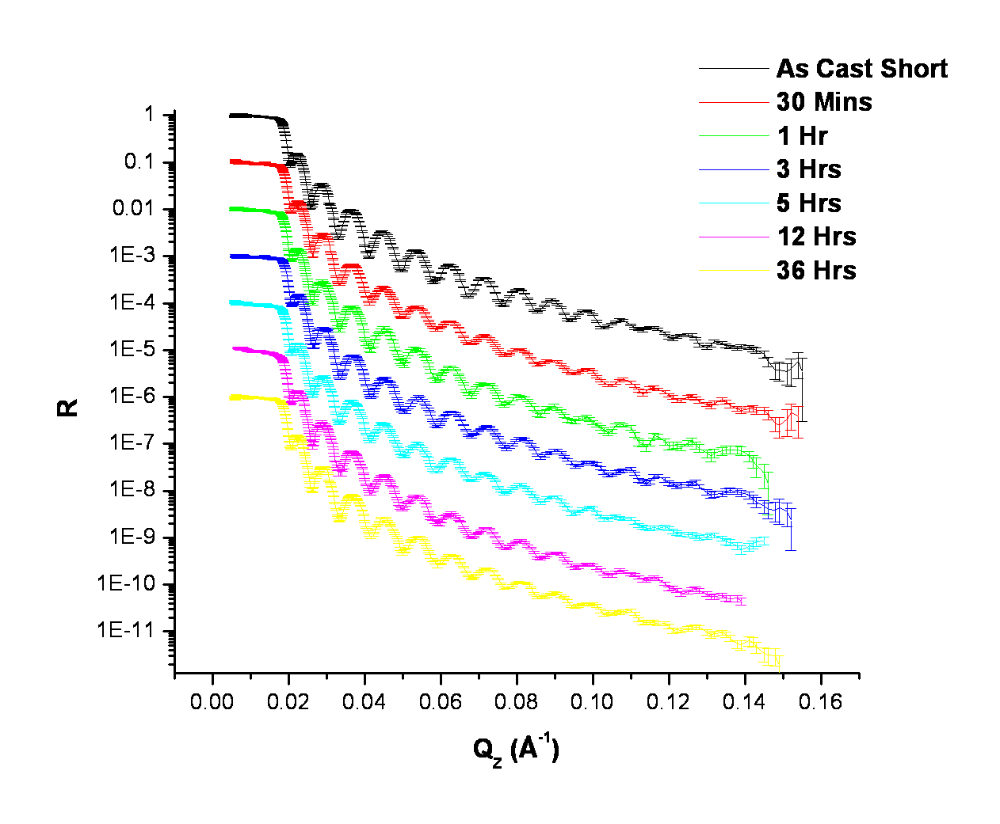 As Cast Short
30 Mins
1 Hr
3 Hrs
5 Hrs
12 Hrs
36 Hrs
1
0.1
0.01
1E-3
1E-4
1E-5
1E-6
1E-7
1E-8
1E-9
1E-10
1E-11
R
0.00 0.02 0.04 0.06 0.08 0.10 0.12 0.14 0.16
Qz (A-1)